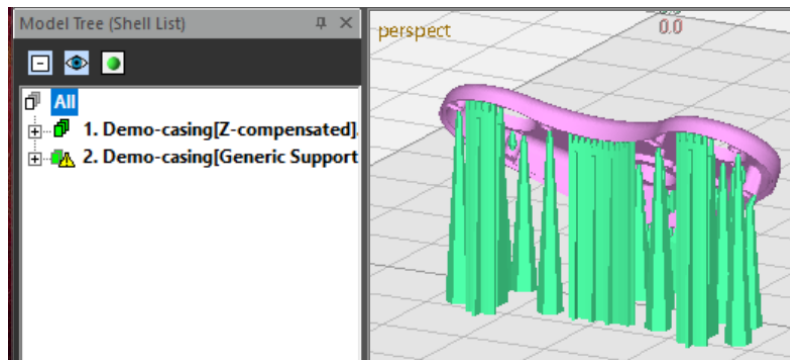 Model Tree (Shell List)
All
1. Demo-casing[Z-compensated].
2. Demo-casing[Generic Support
perspect
0.0